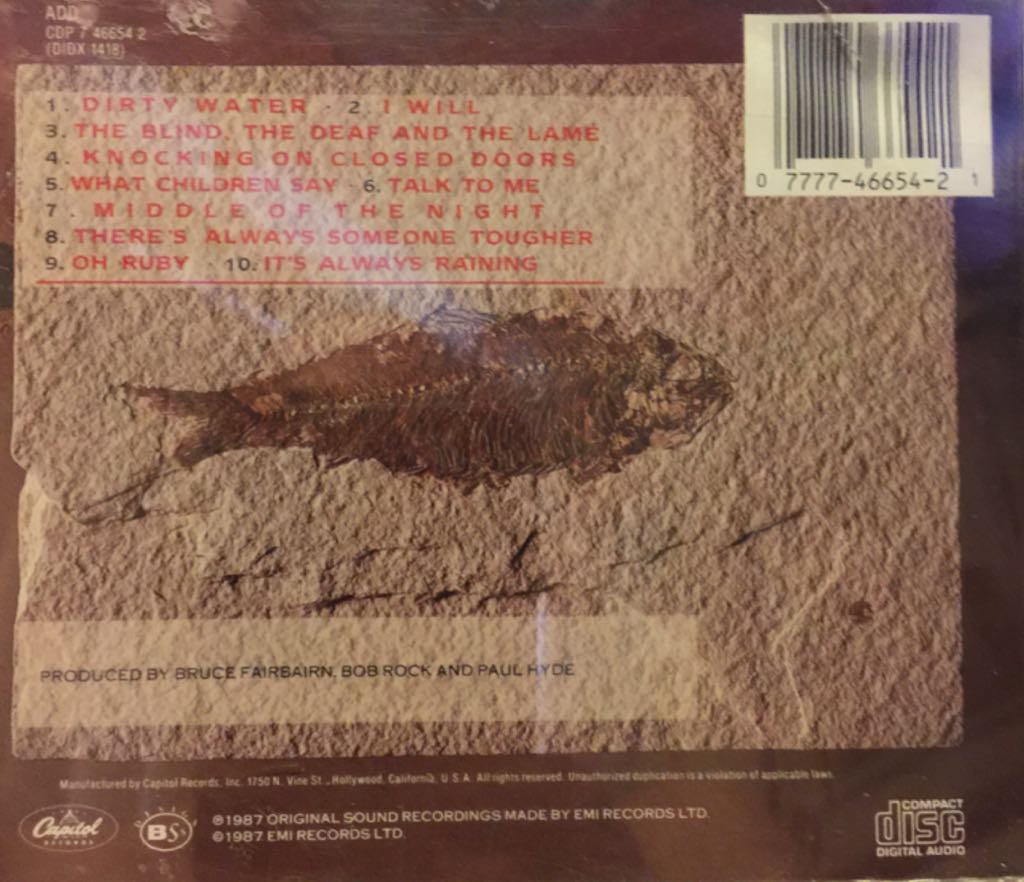 ADD
CDP 7 46654 2
(DIDX 1418)
1. DIRTY WATER · 2. I WILL
3. THE BLIND, THE DEAF AND THE LAME
4. KNOCKING ON CLOSED DOORS
5. WHAT CHILDREN SAY · 6. TALK TO ME
7. MIDDLE OF THE NIGHT
8. THERE'S ALWAYS SOMEONE TOUGHER
9. OH RUBY · 10. IT'S ALWAYS RAINING
0 7777-46654-2 1
PRODUCED BY BRUCE FAIRBAIRN, BOB ROCK AND PAUL HYDE
Manufactured by Capitol Records, Inc. 1750 N. Vine St., Hollywood, California, U.S.A. All rights reserved. Unauthorized duplication is a violation of applicable laws.
Capitol
RECORDS
BSs
℗1987 ORIGINAL SOUND RECORDINGS MADE BY EMI RECORDS LTD.
©1987 EMI RECORDS LTD.
COMPACT
disc
DIGITAL AUDIO